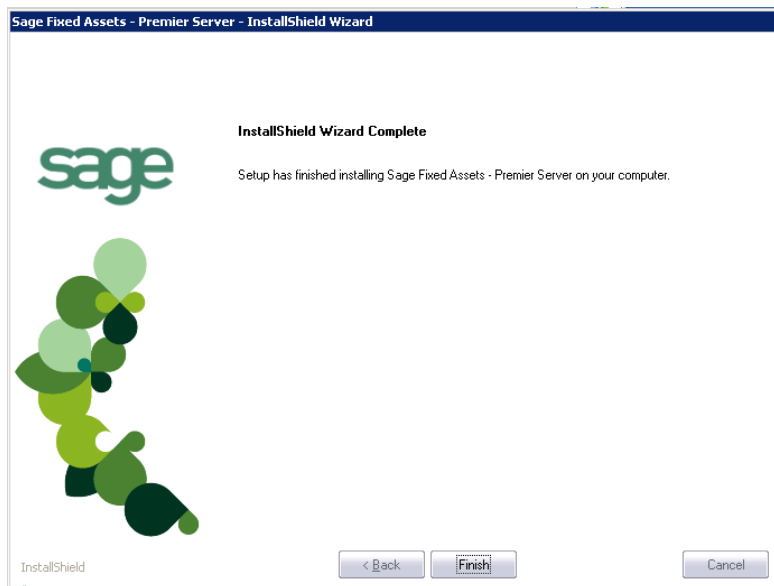 Sage Fixed Assets - Premier Server - InstallShield Wizard
InstallShield Wizard Complete
sage
Setup has finished installing Sage Fixed Assets - Premier Server on your computer.
InstallShield
< Back
Finish
Cancel